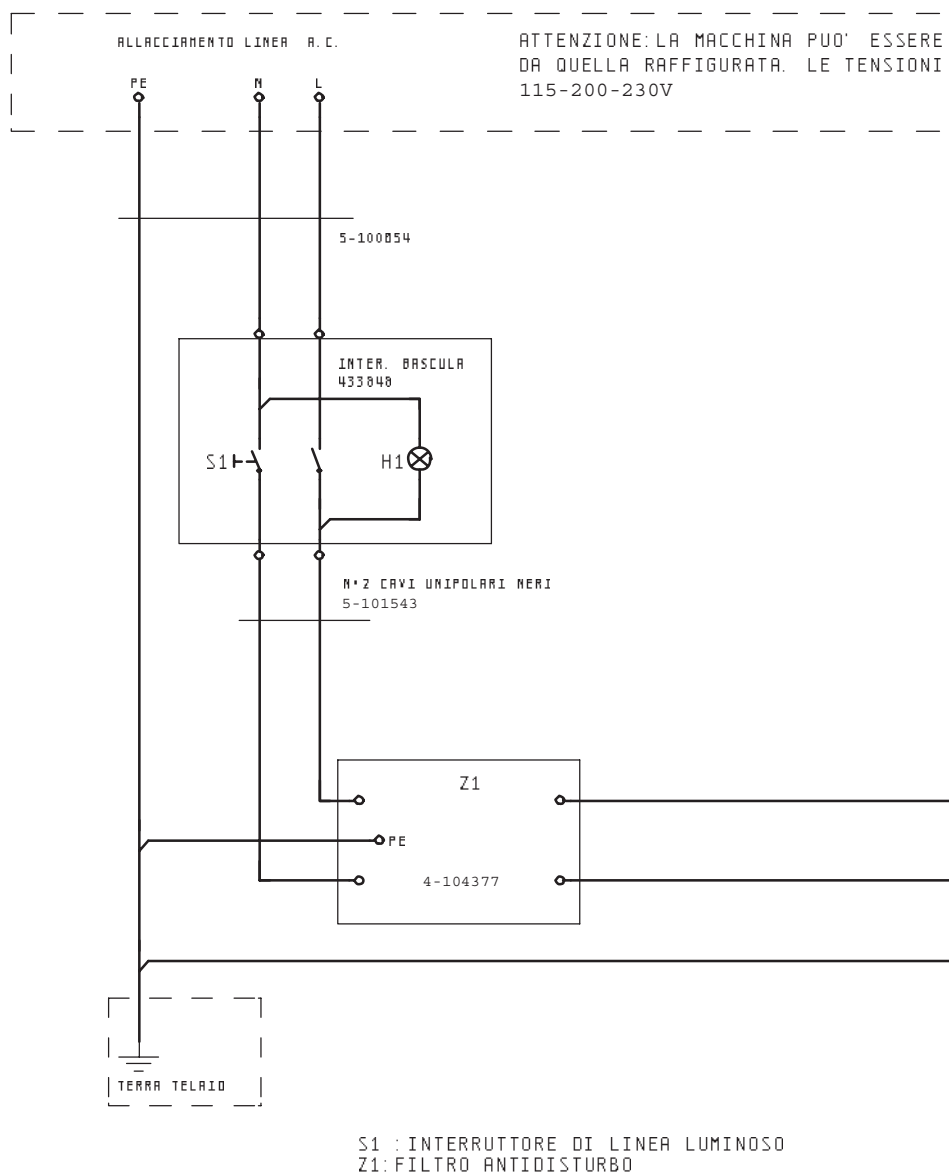 ALLACCIAMENTO LINEA A.C.
ATTENZIONE: LA MACCHINA PUO' ESSERE
DA QUELLA RAFFIGURATA. LE TENSIONI
115-200-230V
PE N L
5-100854
INTER. BASCULA
433848
S1 H1
N°2 CAVI UNIPOLARI NERI
5-101543
Z1
PE
4-104377
TERRA TELAIO
S1 : INTERRUTTORE DI LINEA LUMINOSO
Z1: FILTRO ANTIDISTURBO